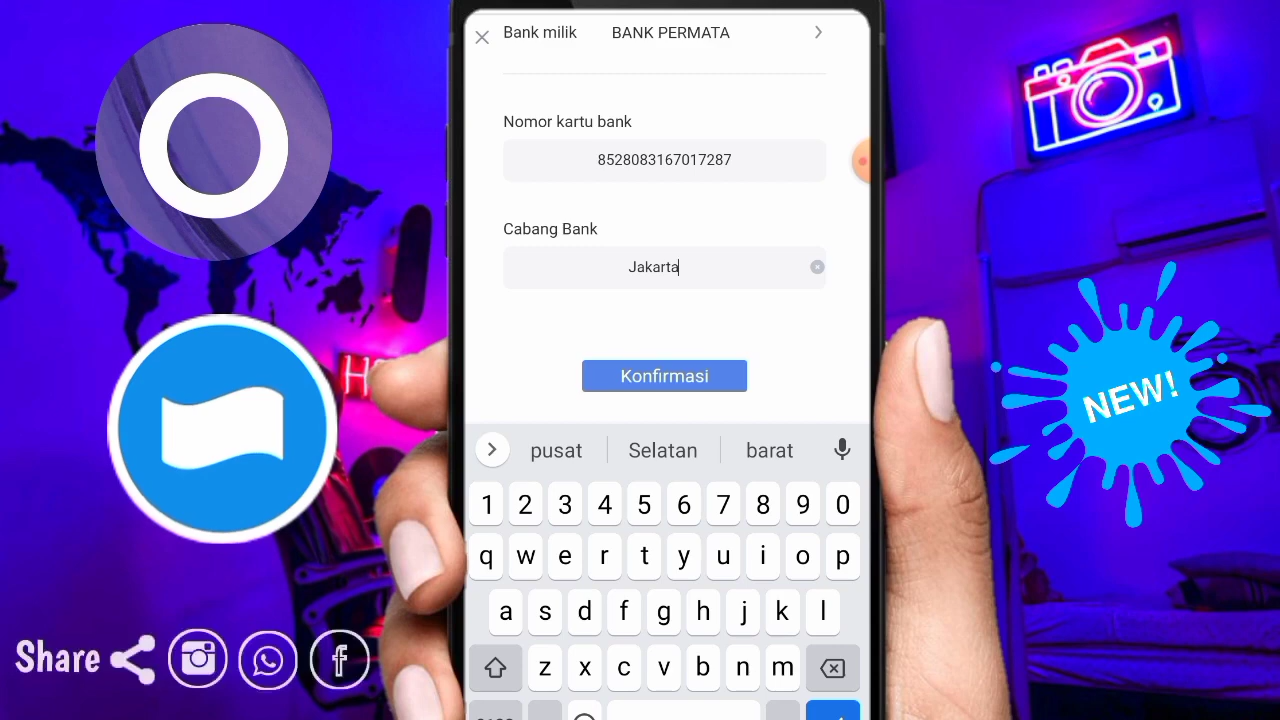 Bank milik BANK PERMATA
Nomor kartu bank
8528083167017287
Cabang Bank
Jakarta
Konfirmasi
pusat Selatan barat
1 2 3 4 5 6 7 8 9 0
q w e r t y u i o p
a s d f g h j k l
z x c v b n m
NEW!
Share